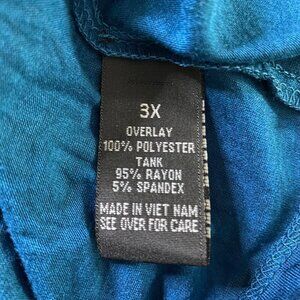 3X
OVERLAY
100% POLYESTER
TANK
95% RAYON
5% SPANDEX
MADE IN VIET NAM
SEE OVER FOR CARE